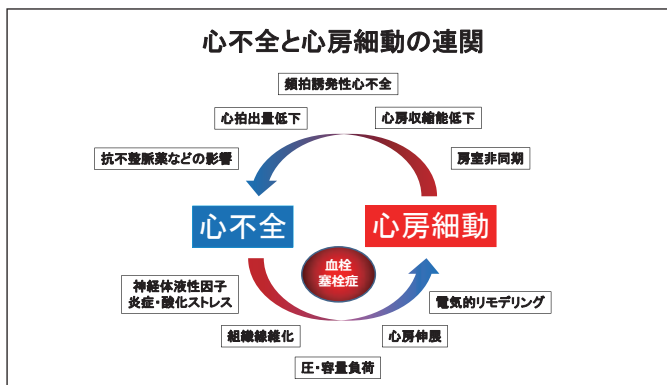 心不全と心房細動の連関
頻拍誘発性心不全
心拍出量低下
心房収縮能低下
抗不整脈薬などの影響
房室非同期
心不全
心房細動
血栓
塞栓症
神経体液性因子
炎症・酸化ストレス
電気的リモデリング
組織線維化
心房伸展
圧・容量負荷